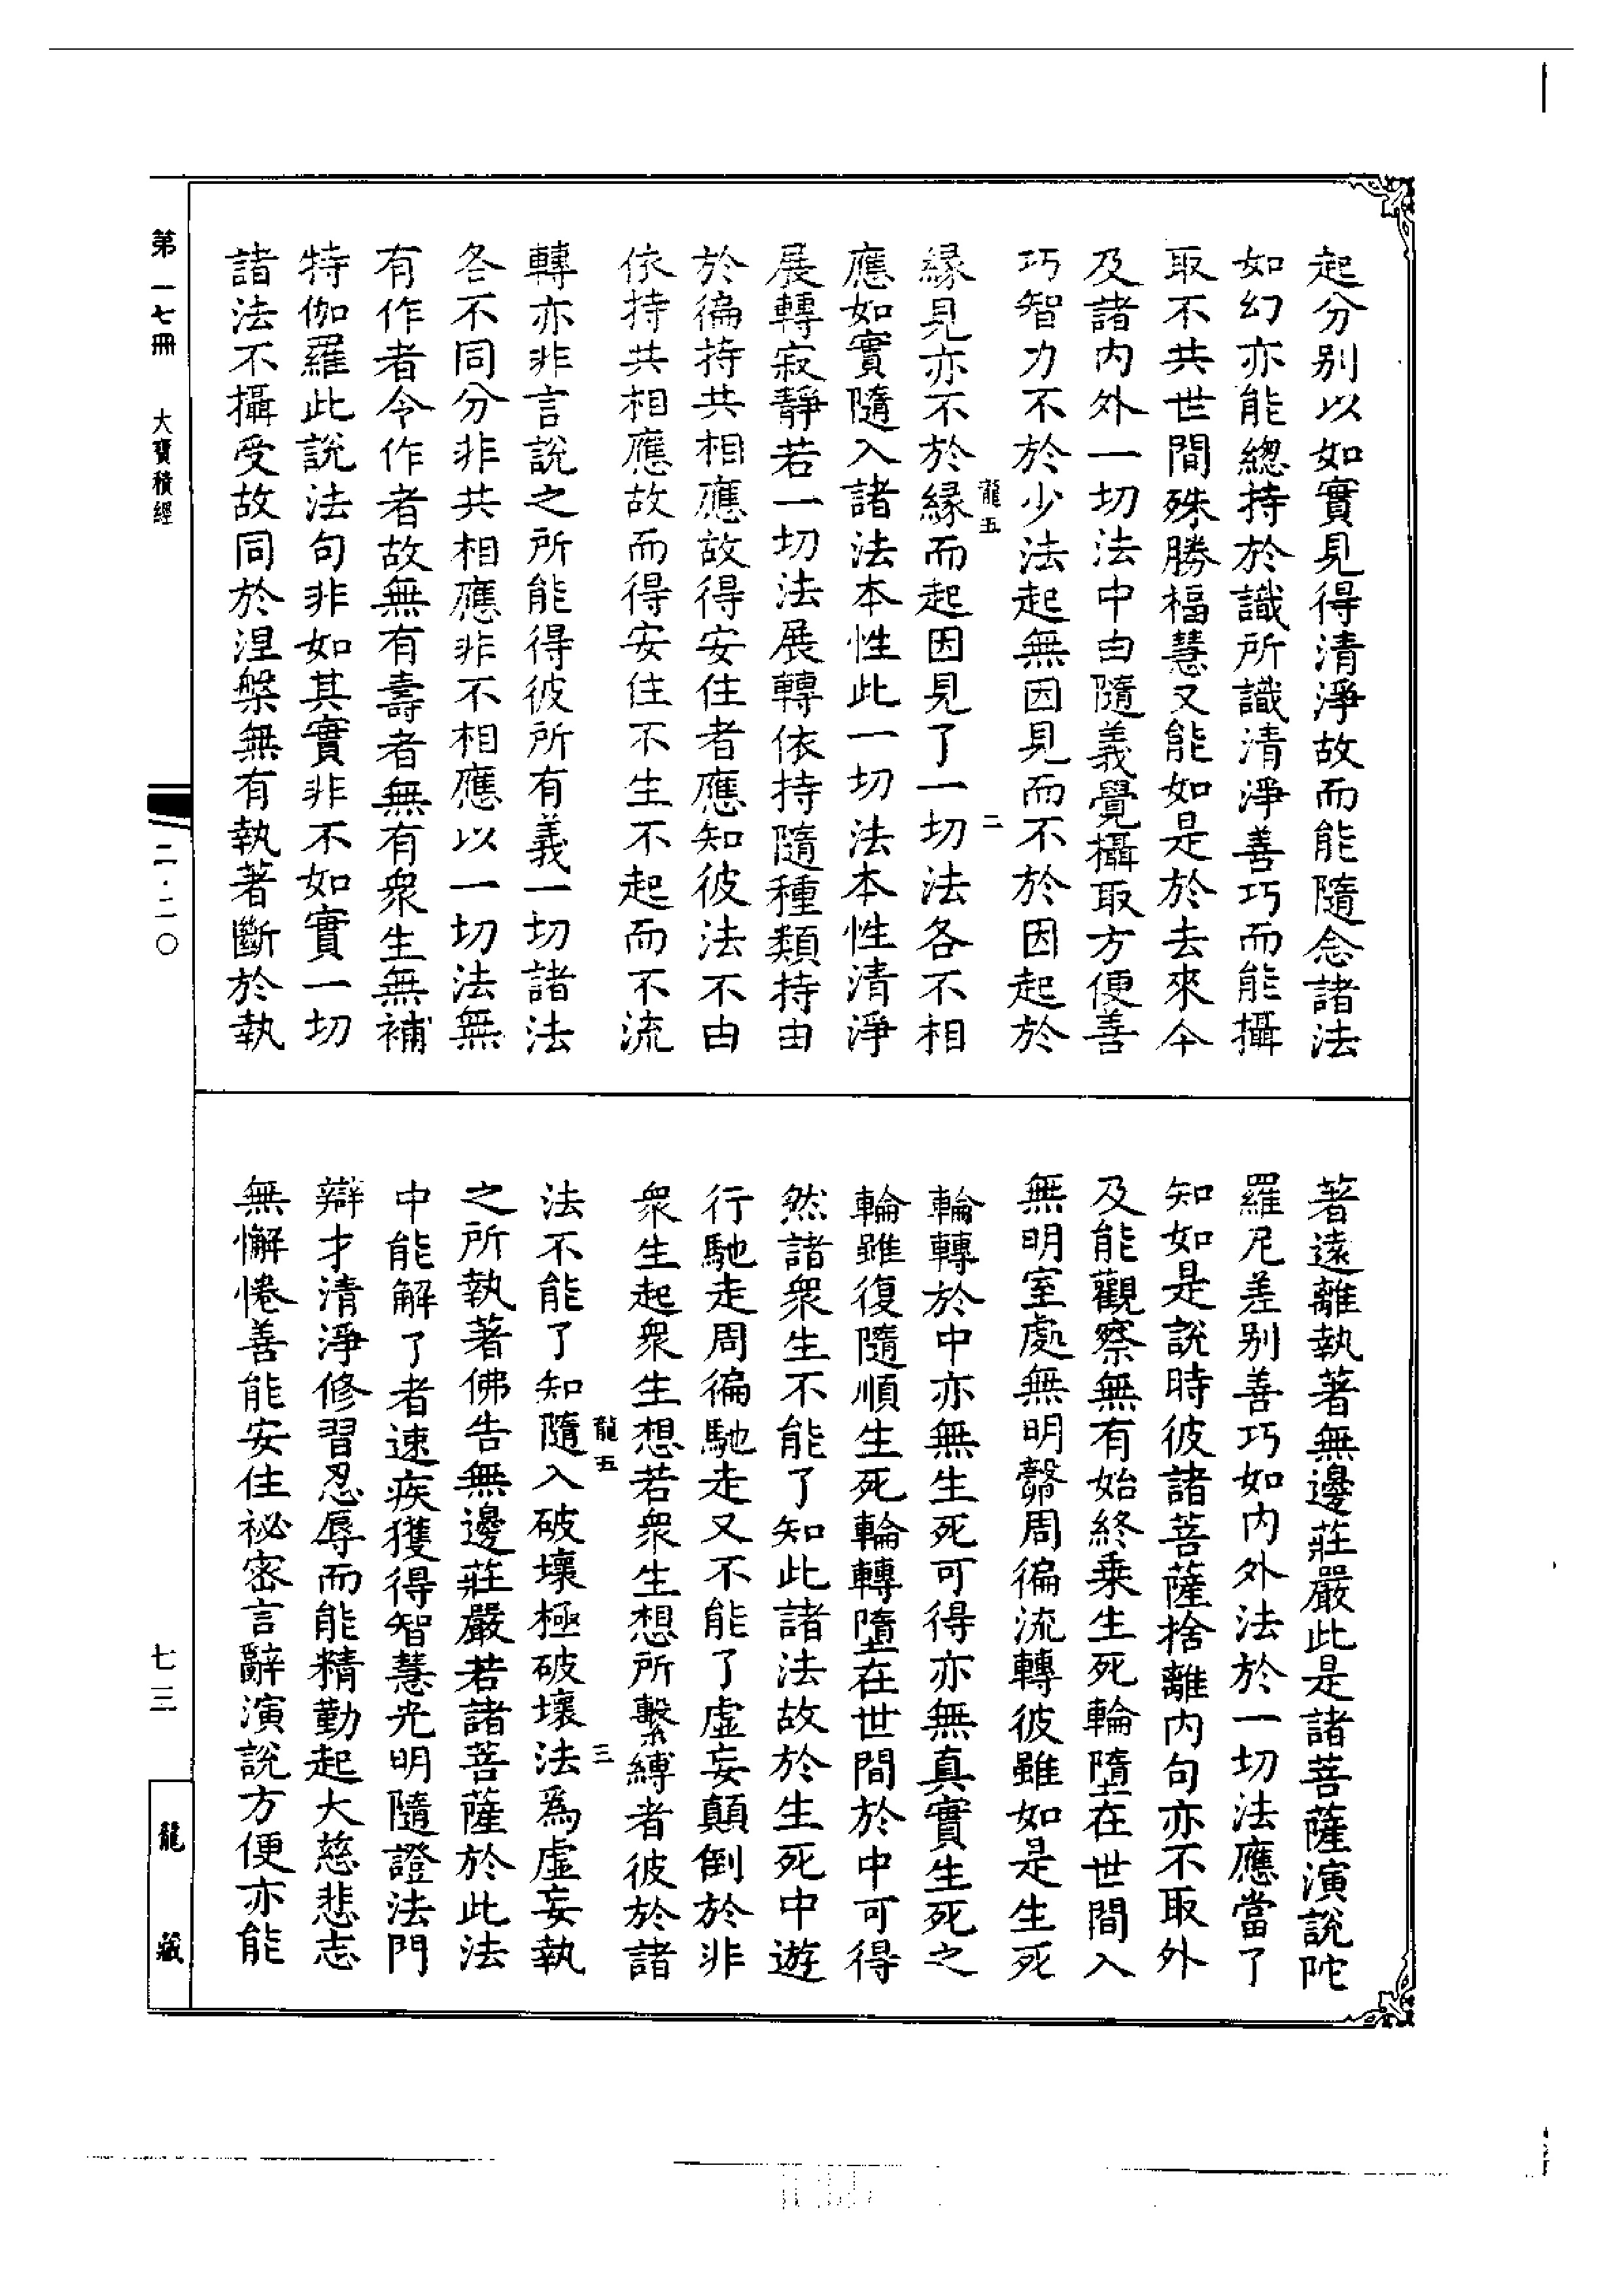 起分别以如實見得清淨故而能隨念諸法
如幻亦能總持於識所識清淨善巧而能攝
取不共世間殊勝福慧又能如是於去來今
及諸内外一切法中由隨義覺攝取方便善
巧智力不於少法起無因見而不於因起於
龍五 二
緣見亦不於緣而起因見了一切法各不相
應如實隨入諸法本性此一切法本性清淨
展轉寂靜若一切法展轉依持隨種類持由
於徧持共相應故得安住者應知彼法不由
依持共相應故而得安住不生不起而不流
轉亦非言說之所能得彼所有義一切諸法
各不同分非共相應非不相應以一切法無
有作者令作者故無有壽者無有衆生無補
特伽羅此說法句非如其實非不如實一切
諸法不攝受故同於涅槃無有執著斷於執
著遠離執著無邊莊嚴此是諸菩薩演說陀
羅尼差别善巧如内外法於一切法應當了
知如是說時彼諸菩薩捨離内句亦不取外
及能觀察無有始終乗生死輪墮在世間入
無明室處無明㲉周徧流轉彼雖如是生死
輪轉於中亦無生死可得亦無真實生死之
輪雖復隨順生死輪轉墮在世間於中可得
然諸衆生不能了知此諸法故於生死中遊
行馳走周徧馳走又不能了虛妄顛倒於非
衆生起衆生想若衆生想所繫縛者彼於諸
龍五 三
法不能了知隨入破壞極破壞法為虛妄執
之所執著佛告無邊莊嚴若諸菩薩於此法
中能解了者速疾獲得智慧光明隨證法門
辯才清淨修習忍辱而能精勤起大慈悲志
無懈惓善能安住祕密言辭演說方便亦能
第一七冊 大寶積經
二·二〇
七三
龍藏